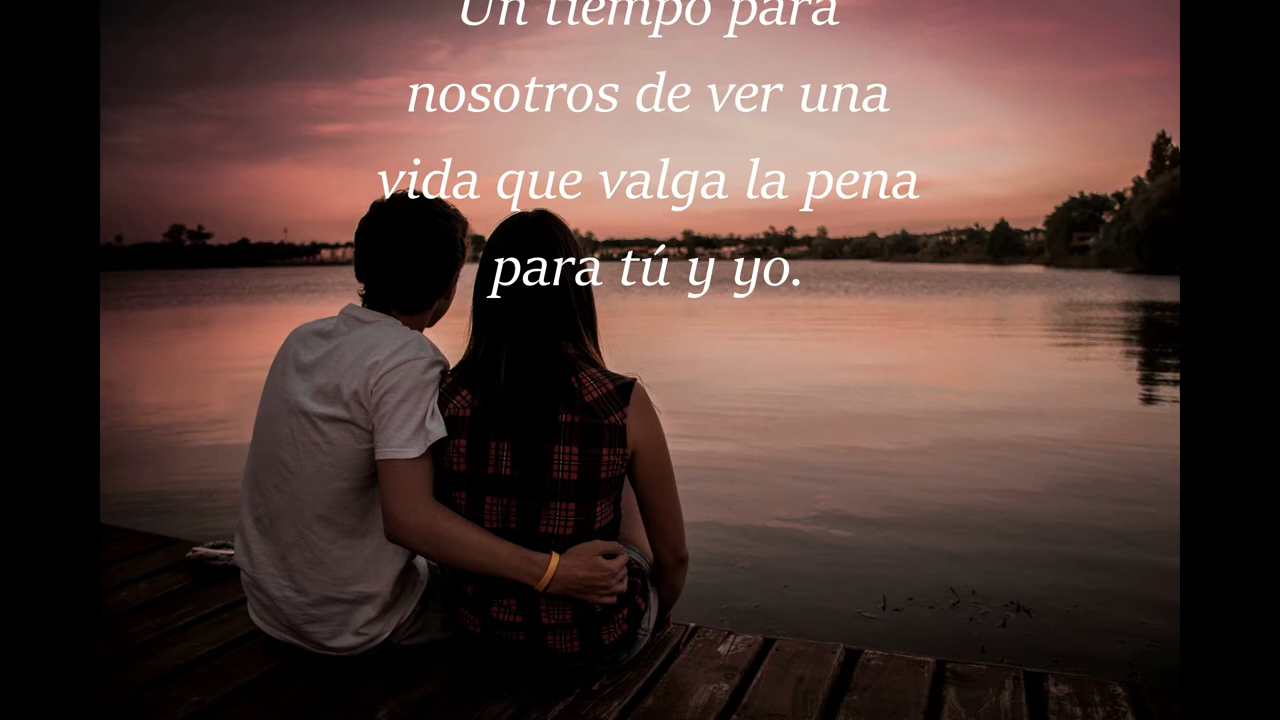 Un tiempo para
nosotros de ver una
vida que valga la pena
para tú y yo.